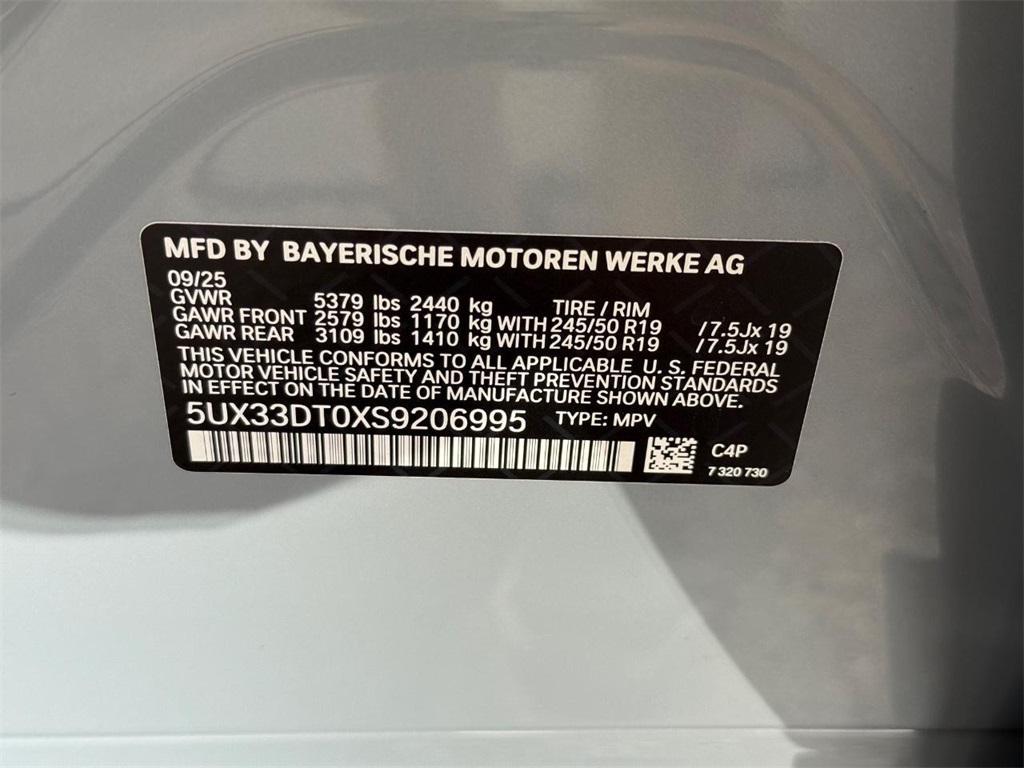 MFD BY BAYERISCHE MOTOREN WERKE AG
09/25
GVWR 5379 lbs 2440 kg TIRE / RIM
GAWR FRONT 2579 lbs 1170 kg WITH 245/50 R19 /7.5Jx 19
GAWR REAR 3109 lbs 1410 kg WITH 245/50 R19 /7.5Jx 19
THIS VEHICLE CONFORMS TO ALL APPLICABLE U. S. FEDERAL
MOTOR VEHICLE SAFETY AND THEFT PREVENTION STANDARDS
IN EFFECT ON THE DATE OF MANUFACTURE SHOWN ABOVE.
5UX33DT0XS9206995 TYPE: MPV
C4P
7 320 730